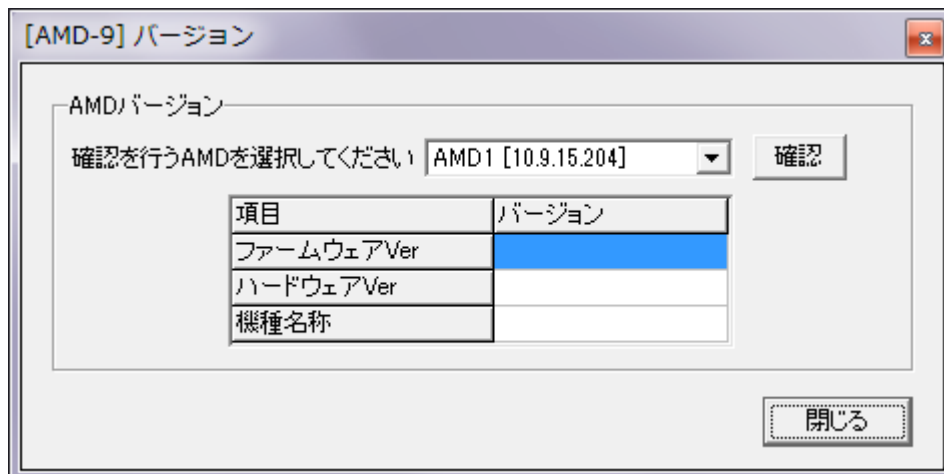 [AMD-9] バージョン
AMDバージョン
確認を行うAMDを選択してください AMD1 [10.9.15.204] 確認
項目 バージョン
ファームウェアVer
ハードウェアVer
機種名称
閉じる